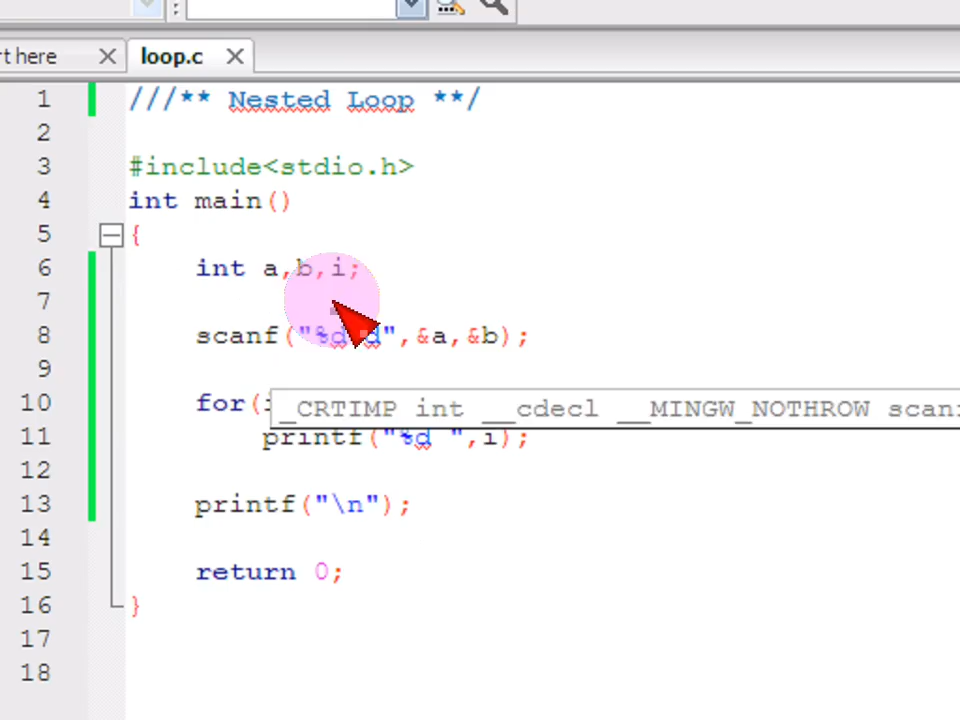 rt here
loop.c
1 ///** Nested Loop **/
2
3 #include<stdio.h>
4 int main()
5 {
6 int a,b,i;
7
8 scanf("%d d",&a,&b);
9
10 for(i
_CRTIMP int __cdecl __MINGW_NOTHROW scanf
11 printf("%d ",i);
12
13 printf("\n");
14
15 return 0;
16 }
17
18